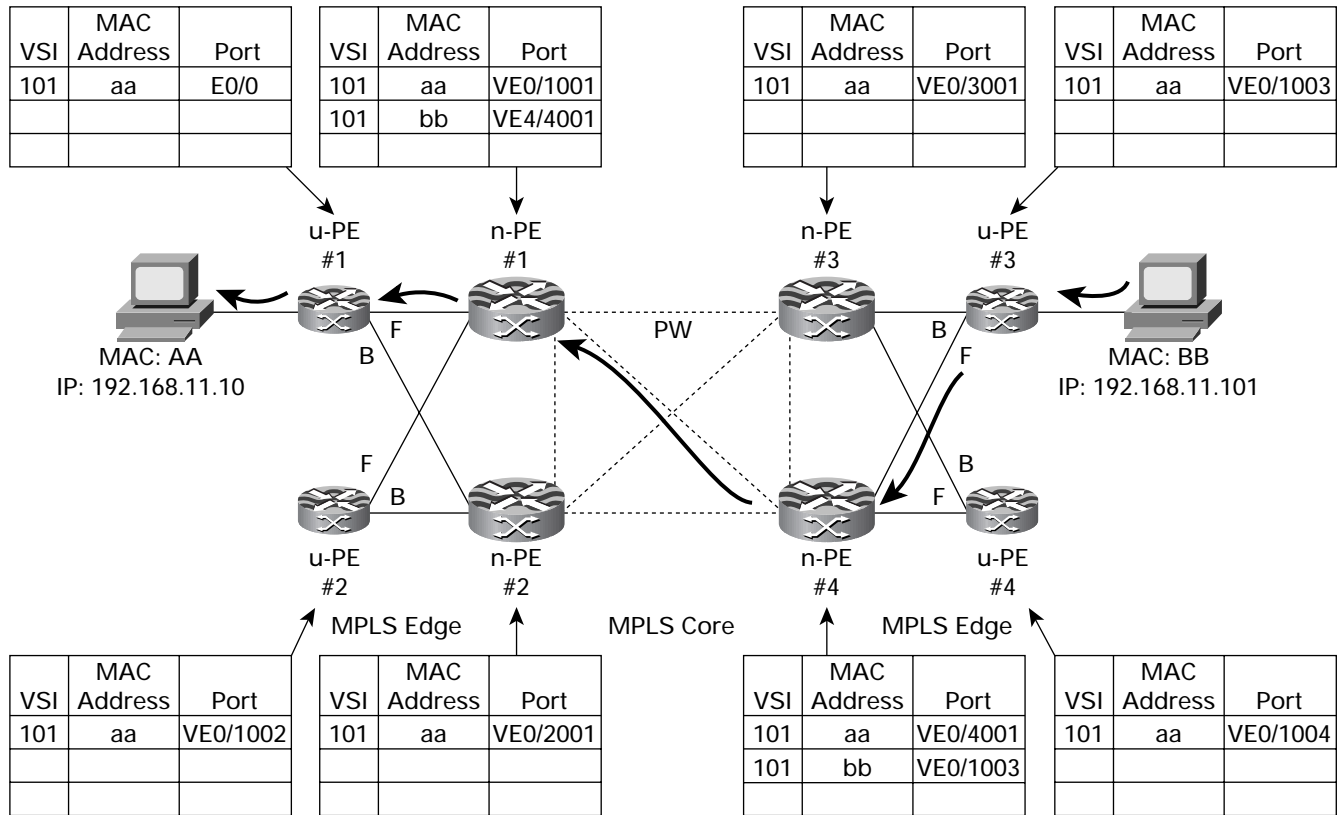 VSI MAC Address Port
101 aa E0/0
VSI MAC Address Port
101 aa VE0/1001
101 bb VE4/4001
VSI MAC Address Port
101 aa VE0/3001
VSI MAC Address Port
101 aa VE0/1003
u-PE
#1
n-PE
#1
n-PE
#3
u-PE
#3
F
PW
B
MAC: AA
IP: 192.168.11.10
B
F
MAC: BB
IP: 192.168.11.101
F
B
B
F
u-PE
#2
n-PE
#2
n-PE
#4
u-PE
#4
MPLS Edge
MPLS Core
MPLS Edge
VSI MAC Address Port
101 aa VE0/1002
VSI MAC Address Port
101 aa VE0/2001
VSI MAC Address Port
101 aa VE0/4001
101 bb VE0/1003
VSI MAC Address Port
101 aa VE0/1004